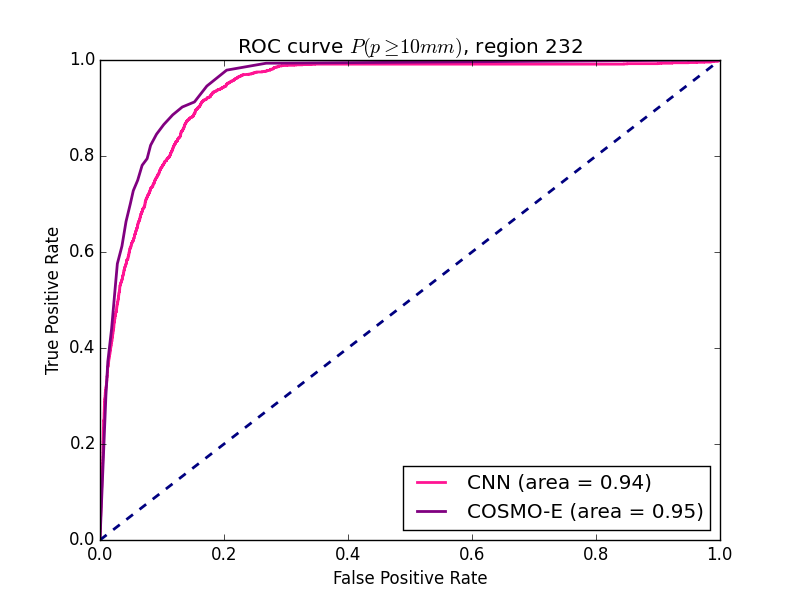 ROC curve P(p ≥10mm), region 232
1.0
0.8
0.6
0.4
0.2
0.0
True Positive Rate
CNN (area = 0.94)
COSMO-E (area = 0.95)
0.0 0.2 0.4 0.6 0.8 1.0
False Positive Rate